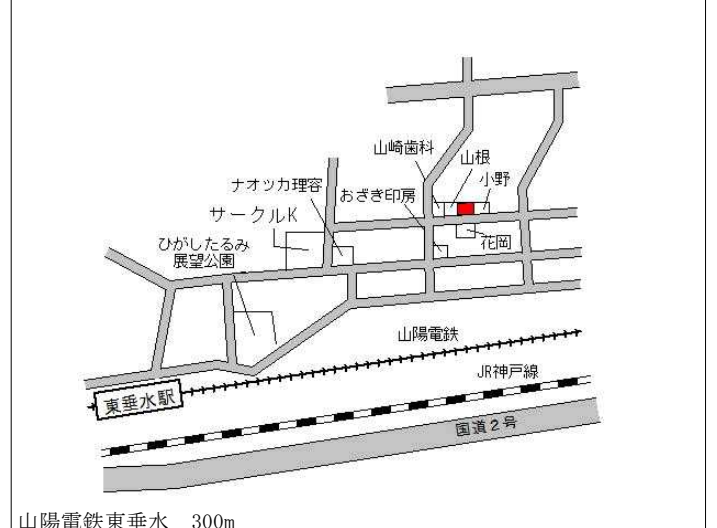 山崎歯科
山根
小野
ナオツカ理容
おざき印房
サークルK
花岡
ひがしたるみ
展望公園
山陽電鉄
JR神戸線
東垂水駅
国道2号
山陽電鉄東垂水　300m